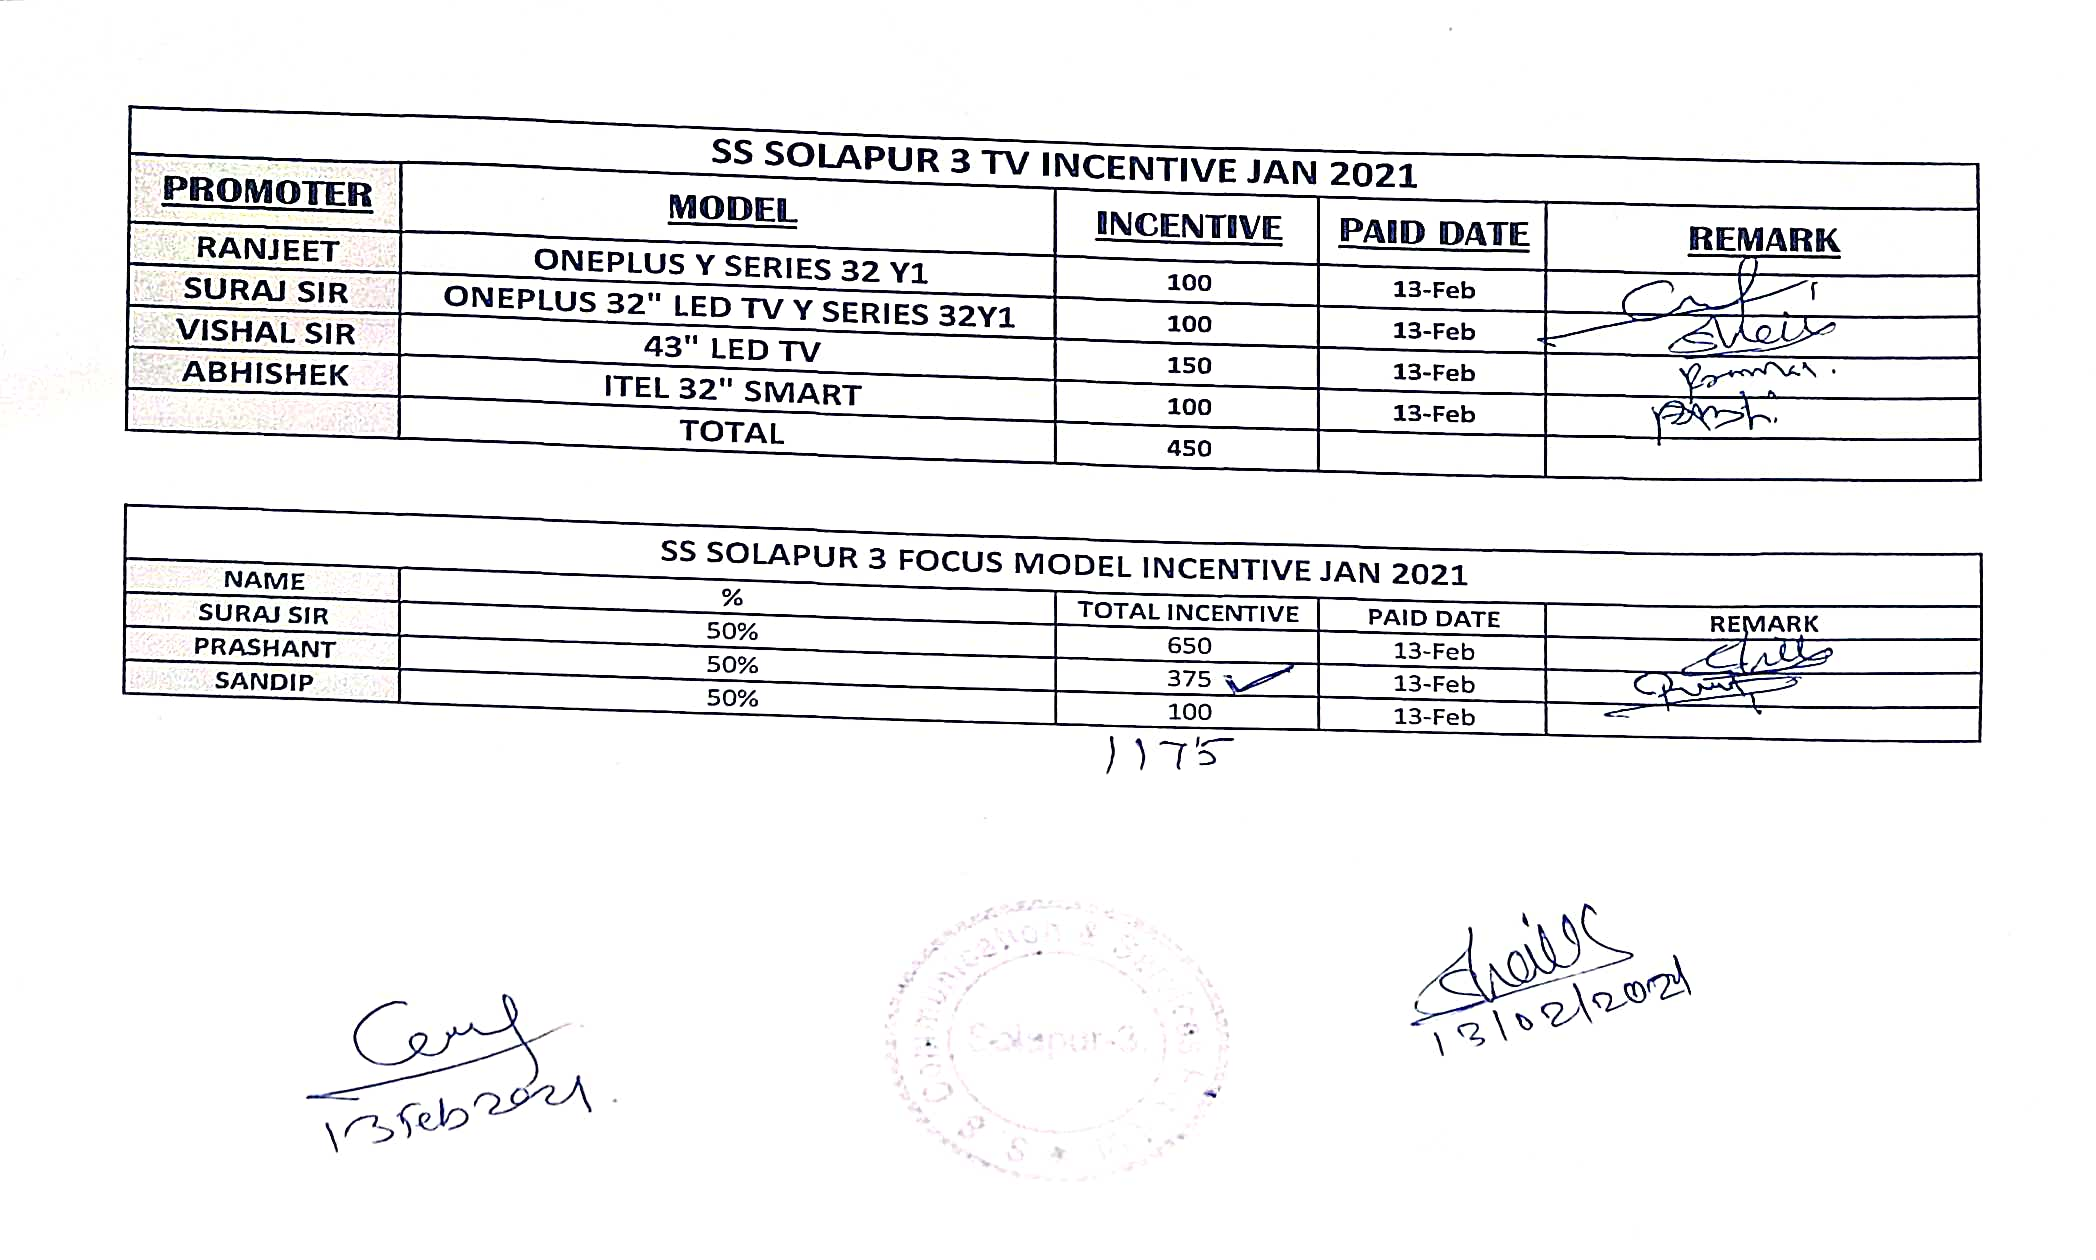 SS SOLAPUR 3 TV INCENTIVE JAN 2021
PROMOTER MODEL INCENTIVE PAID DATE REMARK
RANJEET ONEPLUS Y SERIES 32 Y1 100 13-Feb
SURAJ SIR ONEPLUS 32" LED TV Y SERIES 32Y1 100 13-Feb
VISHAL SIR 43" LED TV 150 13-Feb
ABHISHEK ITEL 32" SMART 100 13-Feb
TOTAL 450
SS SOLAPUR 3 FOCUS MODEL INCENTIVE JAN 2021
NAME % TOTAL INCENTIVE PAID DATE REMARK
SURAJ SIR 50% 650 13-Feb
PRASHANT 50% 375 13-Feb
SANDIP 50% 100 13-Feb
1175
13 Feb 2021.
Solapur-3.
13/02/2021